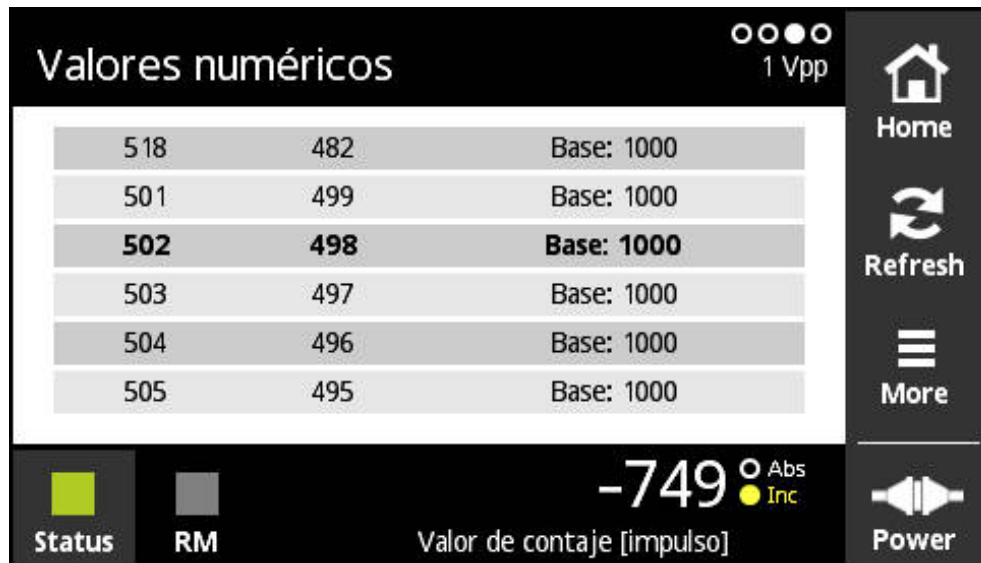 Valores numéricos
1 Vpp
518 482 Base: 1000
501 499 Base: 1000
502 498 Base: 1000
503 497 Base: 1000
504 496 Base: 1000
505 495 Base: 1000
Home
Refresh
More
Status
RM
-749
Abs
Inc
Valor de contaje [impulso]
Power